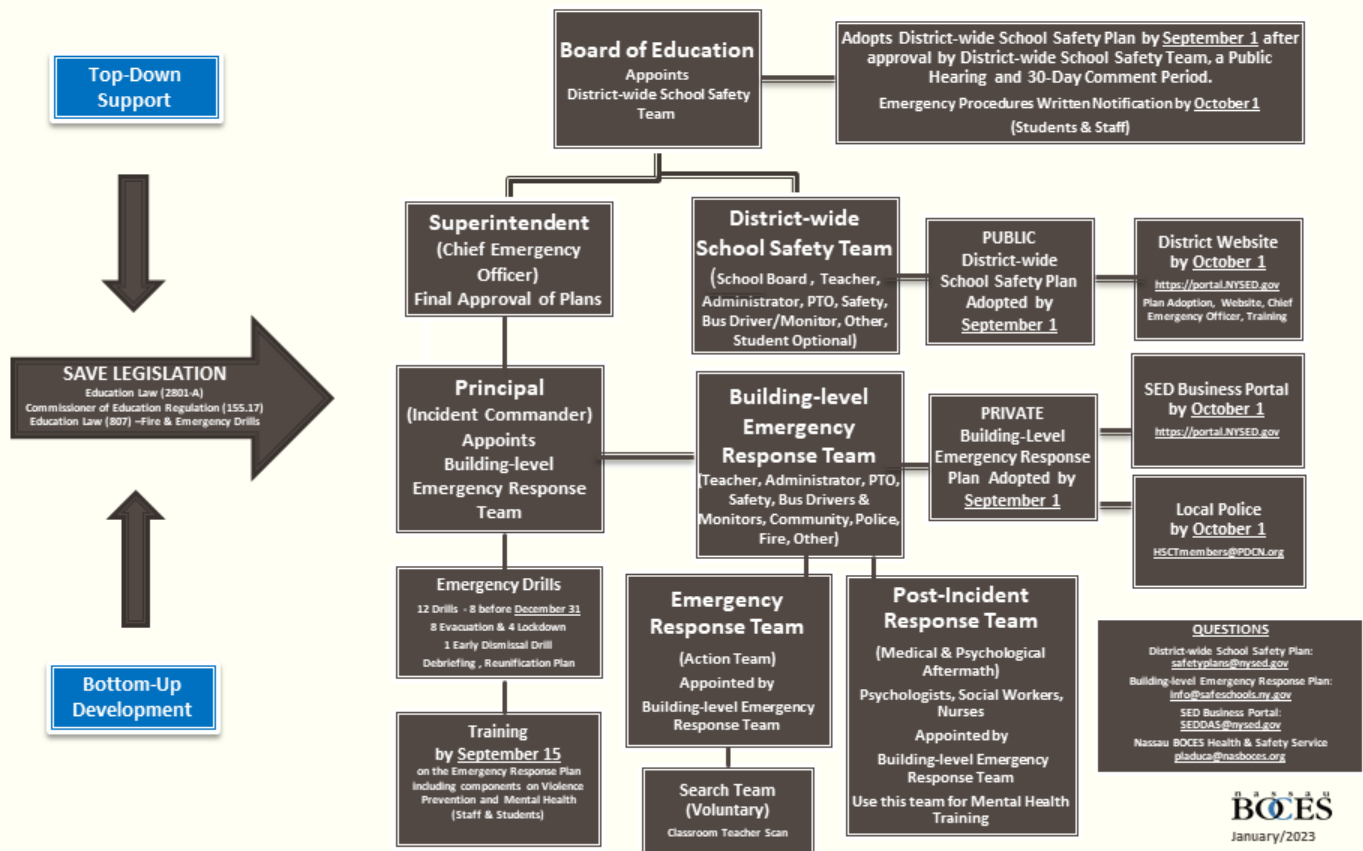 Top-Down
Support
SAVE LEGISLATION
Education Law (2801-A)
Commissioner of Education Regulation (155.17)
Education Law (807) –Fire & Emergency Drills
Bottom-Up
Development
Board of Education
Appoints
District-wide School Safety
Team
Adopts District-wide School Safety Plan by September 1 after
approval by District-wide School Safety Team, a Public
Hearing and 30-Day Comment Period.
Emergency Procedures Written Notification by October 1
(Students & Staff)
Superintendent
(Chief Emergency
Officer)
Final Approval of Plans
District-wide
School Safety Team
(School Board , Teacher,
Administrator, PTO, Safety,
Bus Driver/Monitor, Other,
Student Optional)
PUBLIC
District-wide
School Safety Plan
Adopted by
September 1
District Website
by October 1
https://portal.NYSED.gov
Plan Adoption, Website, Chief
Emergency Officer, Training
Principal
(Incident Commander)
Appoints
Building-level
Emergency Response
Team
Building-level
Emergency
Response Team
(Teacher, Administrator, PTO,
Safety, Bus Drivers &
Monitors, Community, Police,
Fire, Other)
PRIVATE
Building-Level
Emergency Response
Plan Adopted by
September 1
SED Business Portal
by October 1
https://portal.NYSED.gov
Local Police
by October 1
HSCTmembers@PDCN.org
Emergency Drills
12 Drills - 8 before December 31
8 Evacuation & 4 Lockdown
1 Early Dismissal Drill
Debriefing , Reunification Plan
Training
by September 15
on the Emergency Response Plan
including components on Violence
Prevention and Mental Health
(Staff & Students)
Emergency
Response Team
(Action Team)
Appointed by
Building-level Emergency
Response Team
Search Team
(Voluntary)
Classroom Teacher Scan
Post-Incident
Response Team
(Medical & Psychological
Aftermath)
Psychologists, Social Workers,
Nurses
Appointed by
Building-level Emergency
Response Team
Use this team for Mental Health
Training
QUESTIONS
District-wide School Safety Plan:
safetyplans@nysed.gov
Building-level Emergency Response Plan:
info@safeschools.ny.gov
SED Business Portal:
SEDDAS@nysed.gov
Nassau BOCES Health & Safety Service
pladuca@nasboces.org
nassau
BOCES
January/2023